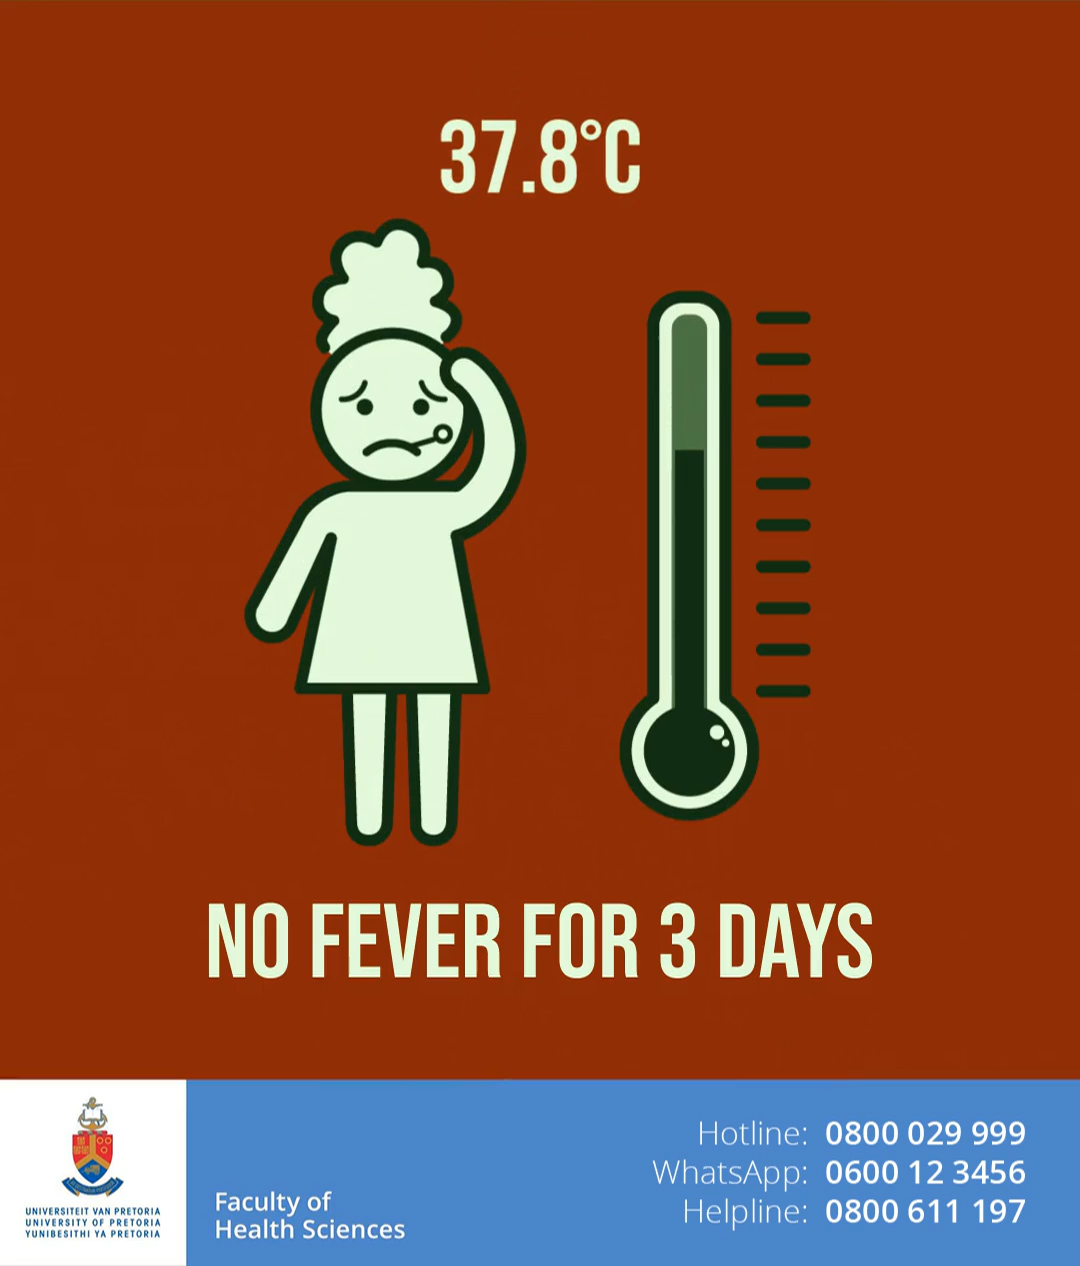 37.8°C
NO FEVER FOR 3 DAYS
UNIVERSITEIT VAN PRETORIA
UNIVERSITY OF PRETORIA
YUNIBESITHI YA PRETORIA
Faculty of
Health Sciences
Hotline: 0800 029 999
WhatsApp: 0600 12 3456
Helpline: 0800 611 197